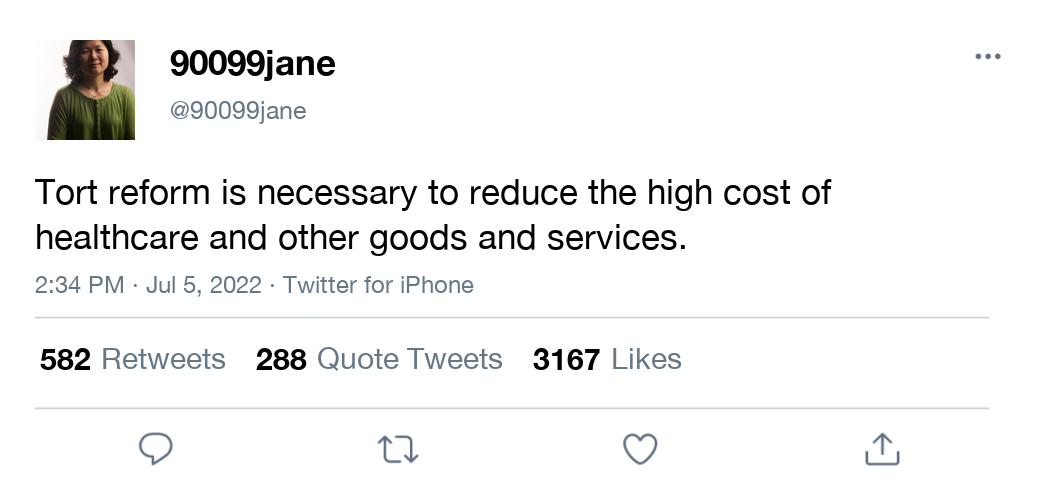 90099jane
@90099jane
Tort reform is necessary to reduce the high cost of
healthcare and other goods and services.
2:34 PM · Jul 5, 2022 · Twitter for iPhone
582 Retweets 288 Quote Tweets 3167 Likes